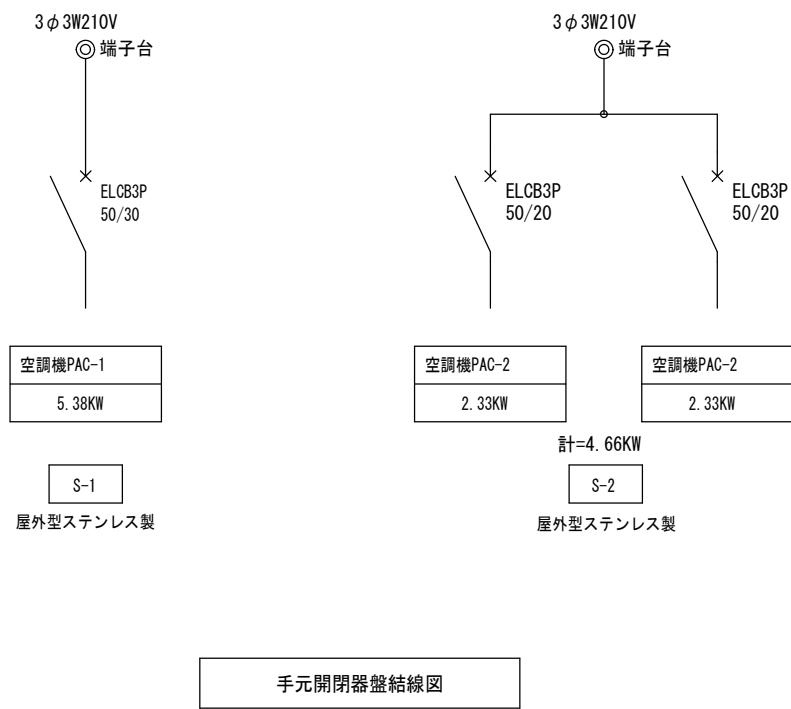 3φ3W210V
端子台
ELCB3P
50/30
空調機PAC-1
5.38KW
S-1
屋外型ステンレス製
3φ3W210V
端子台
ELCB3P
50/20
ELCB3P
50/20
空調機PAC-2
2.33KW
空調機PAC-2
2.33KW
計=4.66KW
S-2
屋外型ステンレス製
手元開閉器盤結線図